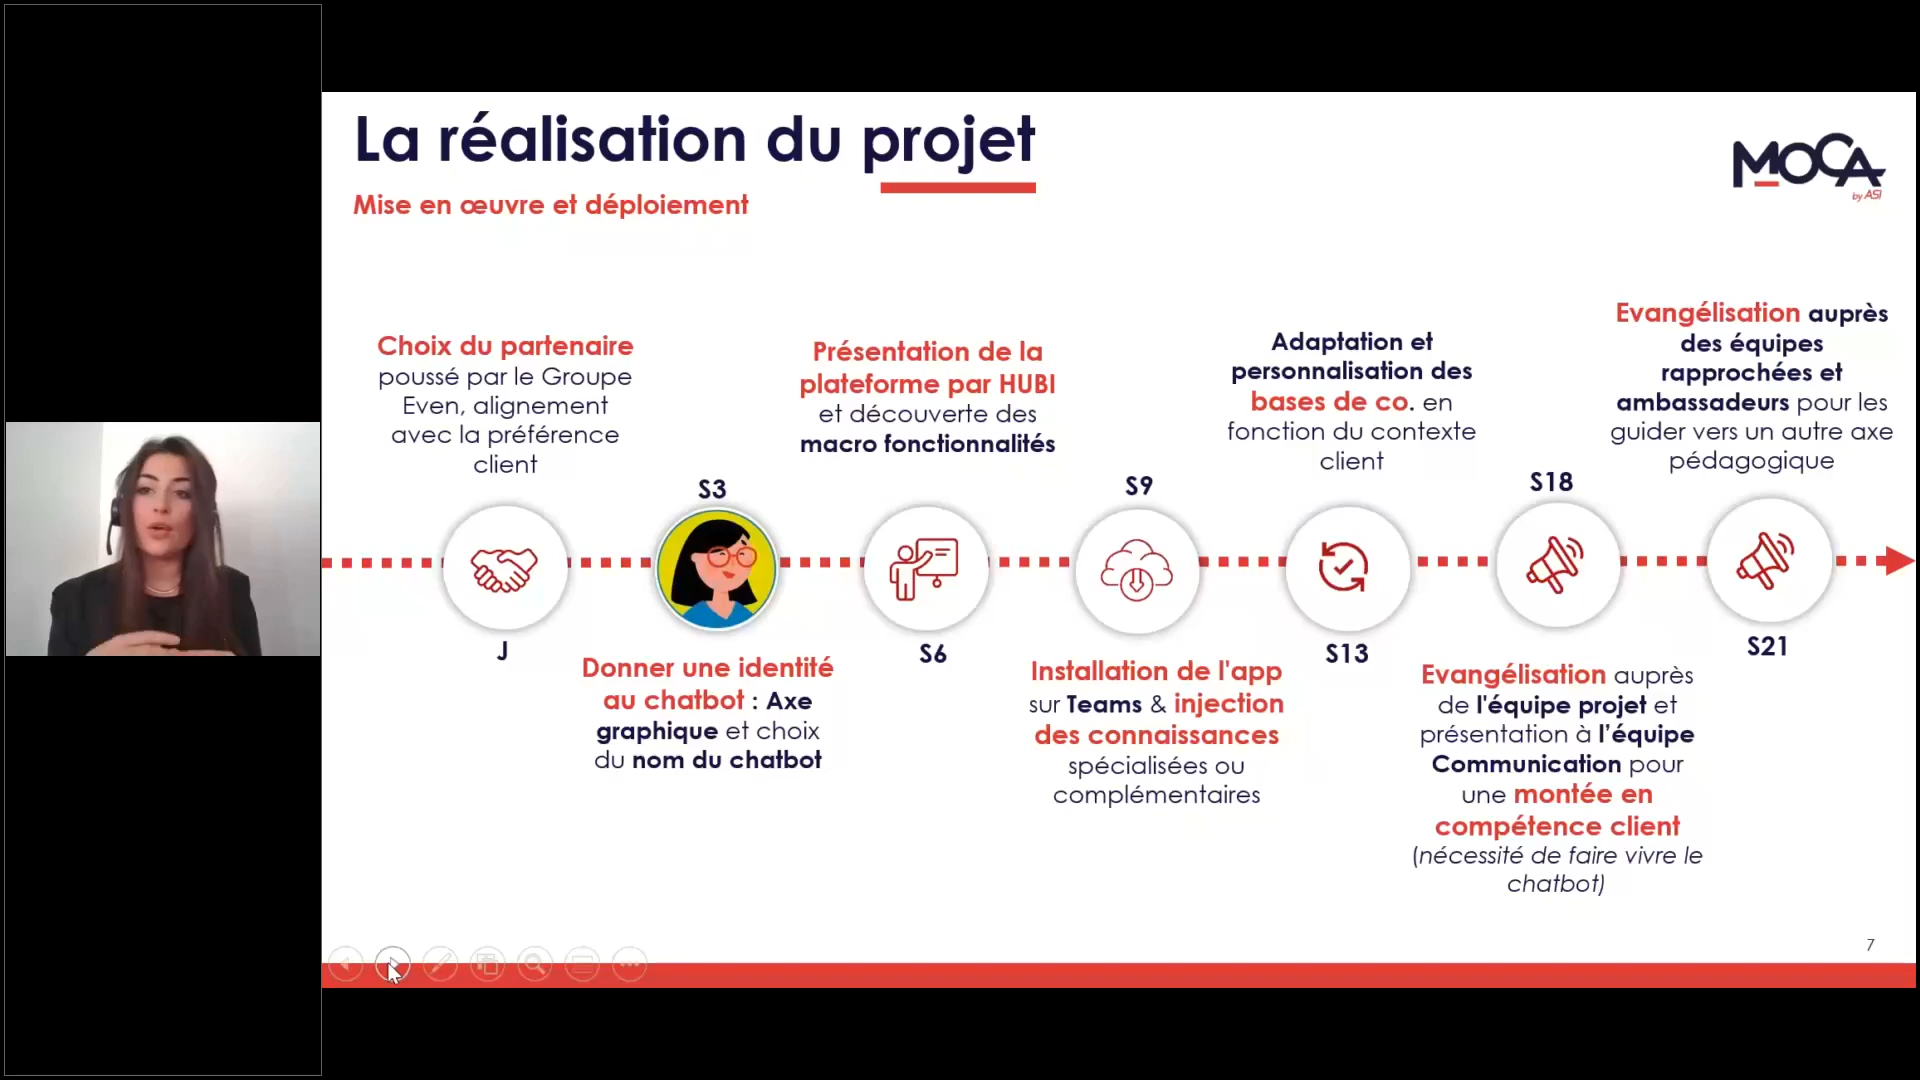 La réalisation du projet
Mise en œuvre et déploiement
MOCA
by ASI
Choix du partenaire
poussé par le Groupe
Even, alignement
avec la préférence
client
J
S3
Donner une identité
au chatbot : Axe
graphique et choix
du nom du chatbot
Présentation de la
plateforme par HUBI
et découverte des
macro fonctionnalités
S6
S9
Installation de l'app
sur Teams & injection
des connaissances
spécialisées ou
complémentaires
Adaptation et
personnalisation des
bases de co. en
fonction du contexte
client
S13
S18
Evangélisation auprès
de l'équipe projet et
présentation à l’équipe
Communication pour
une montée en
compétence client
(nécessité de faire vivre le
chatbot)
Evangélisation auprès
des équipes
rapprochées et
ambassadeurs pour les
guider vers un autre axe
pédagogique
S21
7